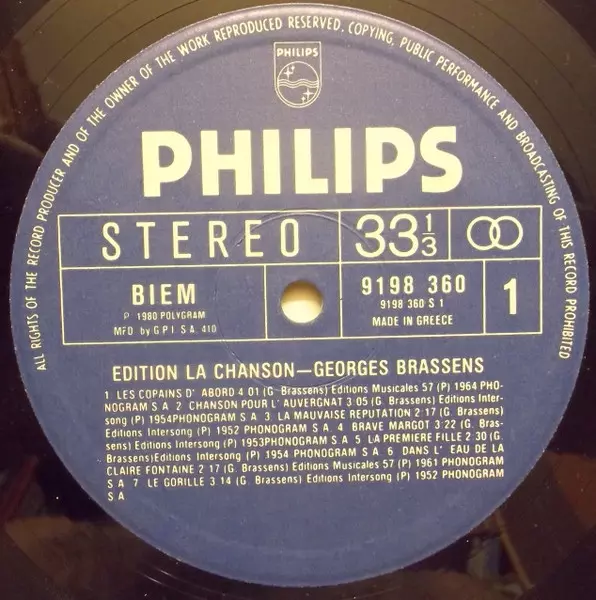 ALL RIGHTS OF THE RECORD PRODUCER AND OF THE OWNER OF THE WORK REPRODUCED RESERVED. COPYING, PUBLIC PERFORMANCE AND BROADCASTING OF THIS RECORD PROHIBITED
PHILIPS
PHILIPS
STEREO 33 1/3
BIEM
P 1980 POLYGRAM
MFD by G.P.I S.A. 410
9198 360
9198 360 S 1
MADE IN GREECE
1
EDITION LA CHANSON—GEORGES BRASSENS
1 LES COPAINS D' ABORD 4 01 (G. Brassens) Editions Musicales 57 (P) 1964 PHO-
NOGRAM S A 2 CHANSON POUR L' AUVERGNAT 3 05 (G. Brassens) Editions Inter-
song (P) 1954PHONOGRAM S A 3 LA MAUVAISE REPUTATION 2 17 (G. Brassens)
Editions Intersong (P) 1952 PHONOGRAM S A. 4 BRAVE MARGOT 3 22 (G. Bras-
sens) Editions Intersong (P) 1953PHONOGRAM S A 5 LA PREMIERE FILLE 2 30 (G.
Brassens)Editions Intersong (P) 1954 PHONOGRAM S A 6 DANS L' EAU DE LA
CLAIRE FONTAINE 2 17 (G. Brassens) Editions Musicales 57 (P) 1961 PHONOGRAM
S A 7 LE GORILLE 3 14 (G. Brassens) Editions Intersong (P) 1952 PHONOGRAM
S A